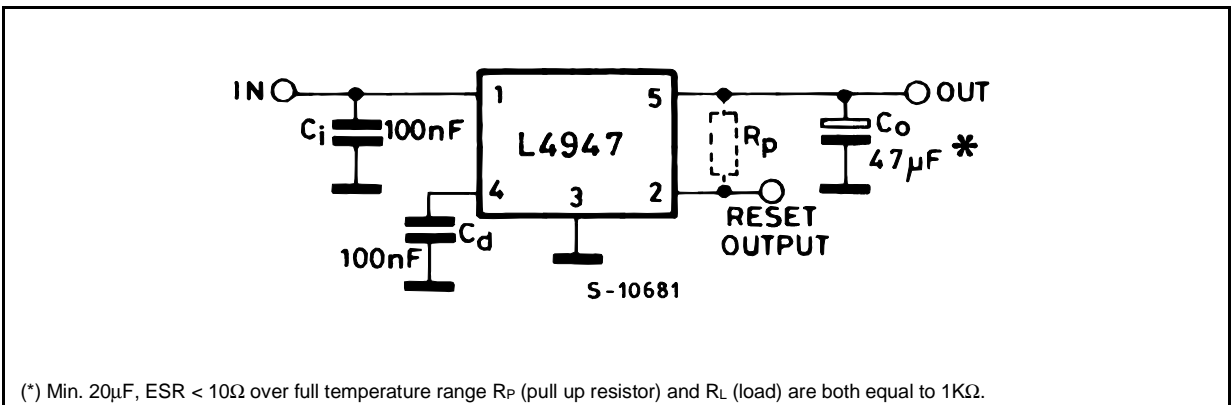 IN
1
5
OUT
Ci
100nF
L4947
Rp
Co
47µF *
4
3
2
Cd
100nF
RESET
OUTPUT
S-10681
(*) Min. 20µF, ESR < 10Ω over full temperature range RP (pull up resistor) and RL (load) are both equal to 1KΩ.